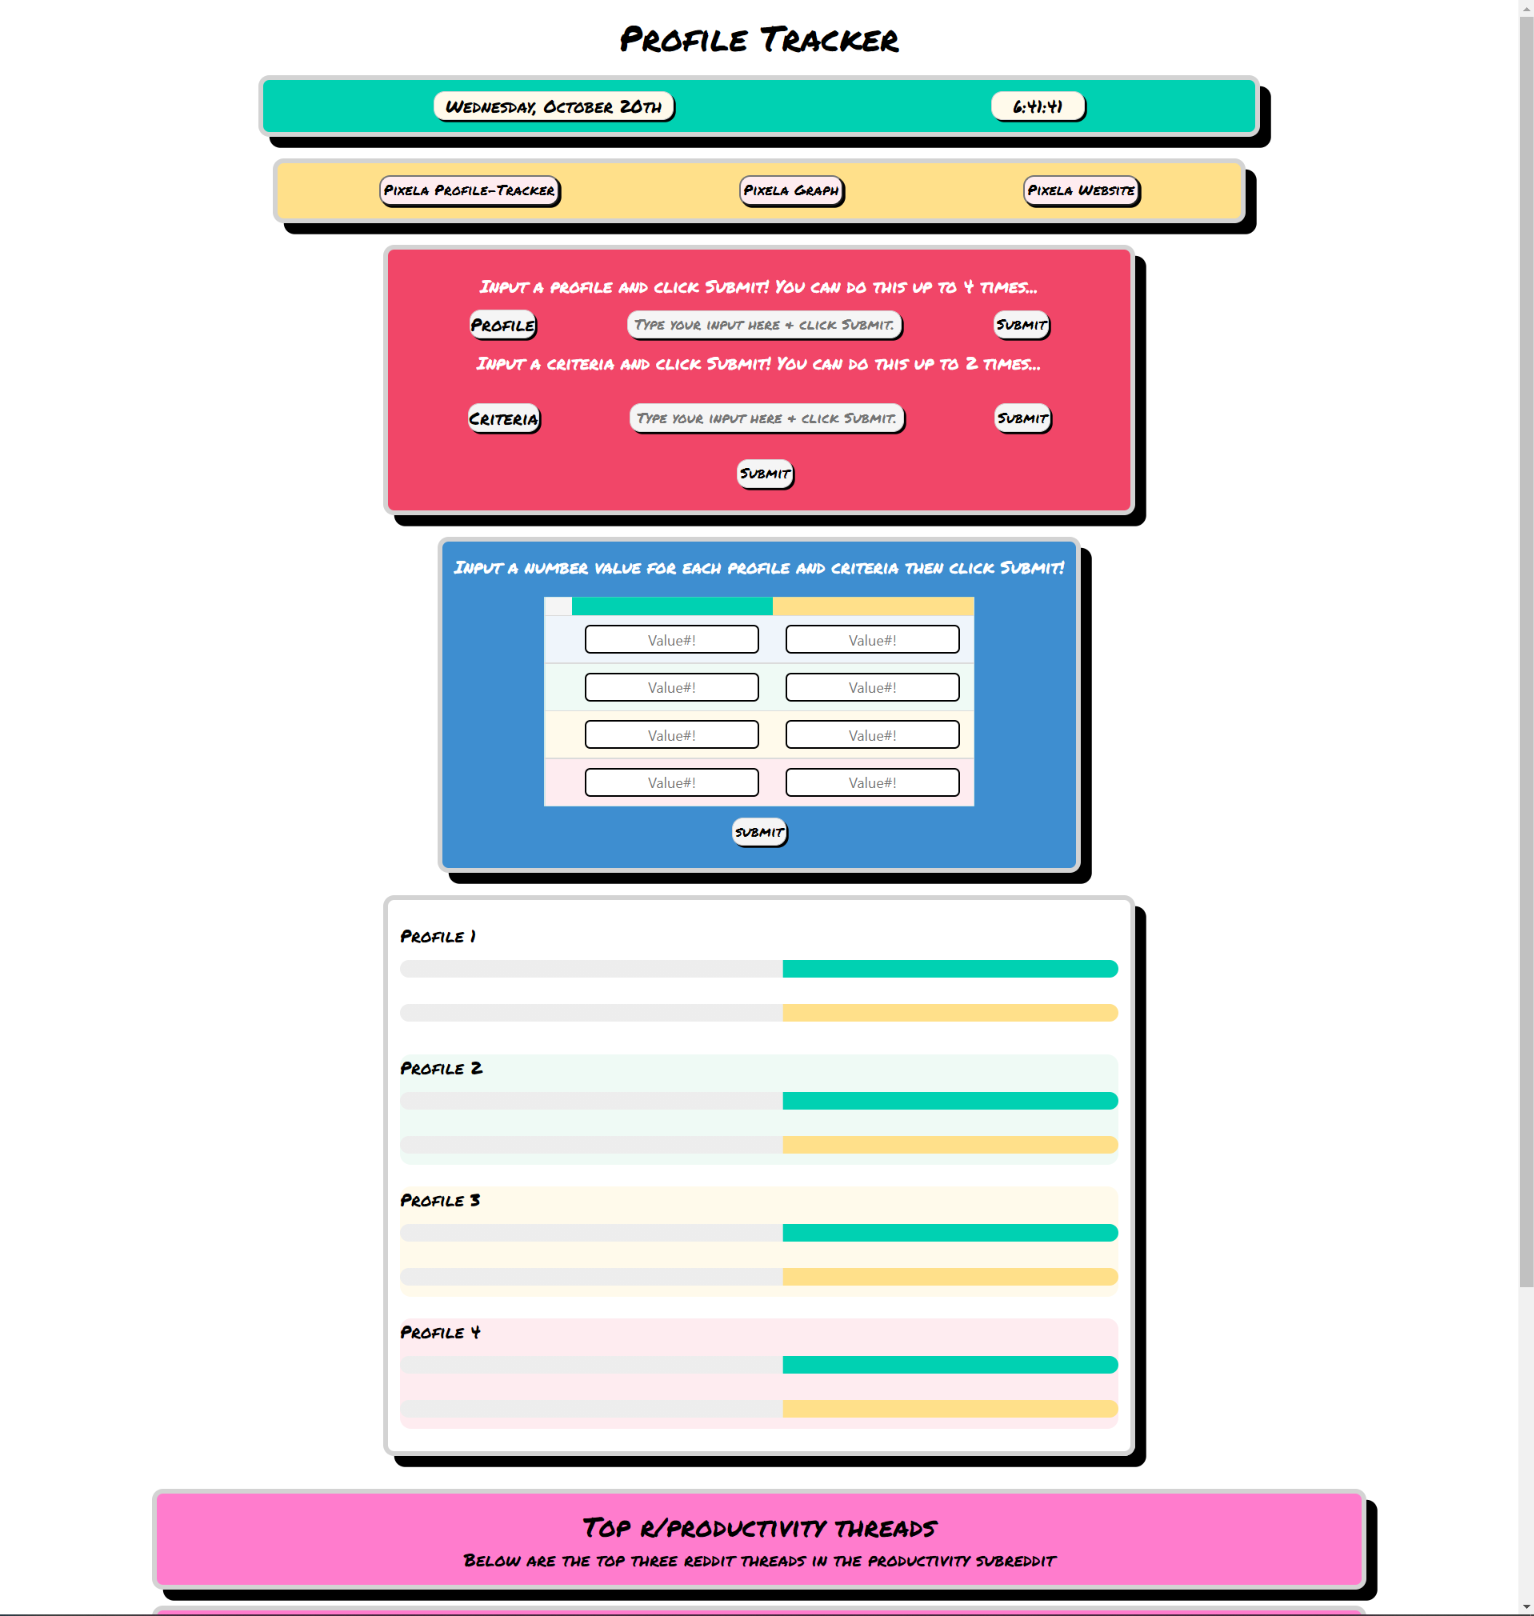 Profile Tracker
Wednesday, October 20th 6:41:41
Pixela Profile-Tracker Pixela Graph Pixela Website
Input a profile and click Submit! You can do this up to 4 times...
Profile Type your input here & click Submit. Submit
Input a criteria and click Submit! You can do this up to 2 times...
Criteria Type your input here & click Submit. Submit
Submit
Input a number value for each profile and criteria then click Submit!
Value#! Value#!
Value#! Value#!
Value#! Value#!
Value#! Value#!
submit
Profile 1
Profile 2
Profile 3
Profile 4
Top r/productivity threads
Below are the top three reddit threads in the productivity subreddit